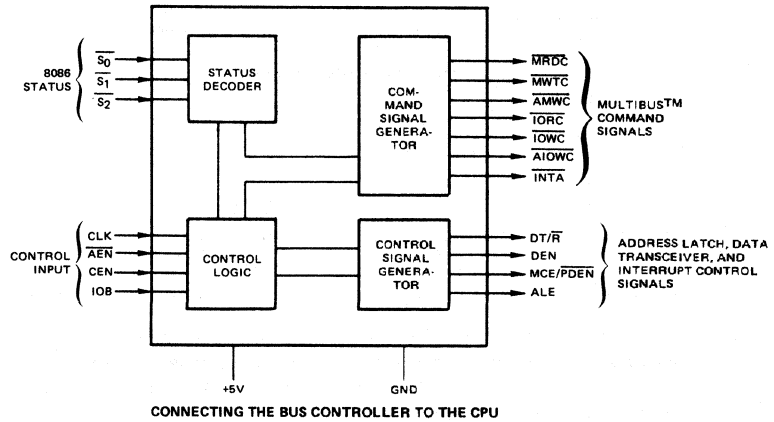 8086
STATUS
S0
S1
S2
STATUS
DECODER
COM-
MAND
SIGNAL
GENERA-
TOR
MRDC
MWTC
AMWC
IORC
IOWC
AIOWC
INTA
MULTIBUS™
COMMAND
SIGNALS
CONTROL
INPUT
CLK
AEN
CEN
IOB
CONTROL
LOGIC
CONTROL
SIGNAL
GENERA-
TOR
DT/R
DEN
MCE/PDEN
ALE
ADDRESS LATCH, DATA
TRANSCEIVER, AND
INTERRUPT CONTROL
SIGNALS
+5V
GND
CONNECTING THE BUS CONTROLLER TO THE CPU